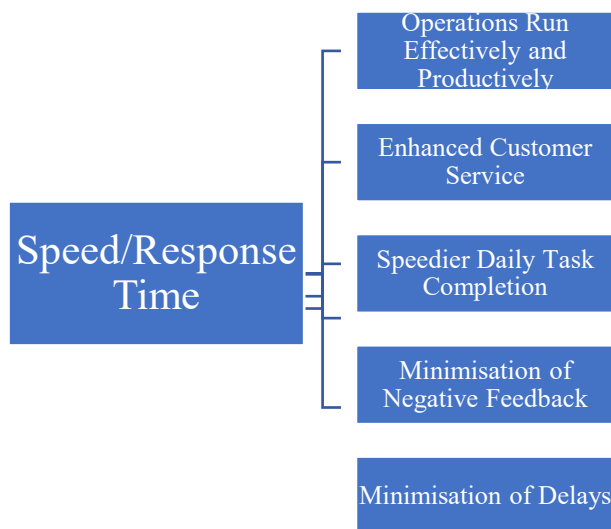 Speed/Response
Time
Operations Run
Effectively and
Productively
Enhanced Customer
Service
Speedier Daily Task
Completion
Minimisation of
Negative Feedback
Minimisation of Delays